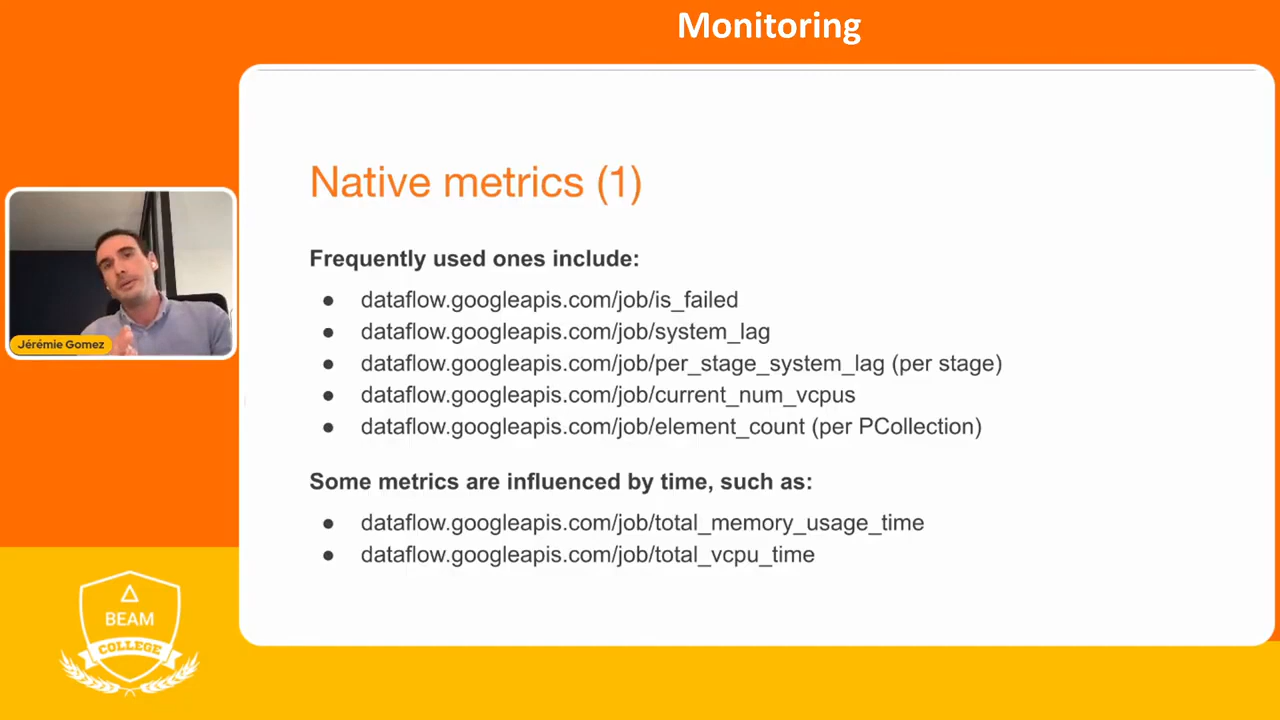 Monitoring
Native metrics (1)
Frequently used ones include:
● dataflow.googleapis.com/job/is_failed
● dataflow.googleapis.com/job/system_lag
● dataflow.googleapis.com/job/per_stage_system_lag (per stage)
● dataflow.googleapis.com/job/current_num_vcpus
● dataflow.googleapis.com/job/element_count (per PCollection)
Some metrics are influenced by time, such as:
● dataflow.googleapis.com/job/total_memory_usage_time
● dataflow.googleapis.com/job/total_vcpu_time
Jérémie Gomez
BEAM
COLLEGE